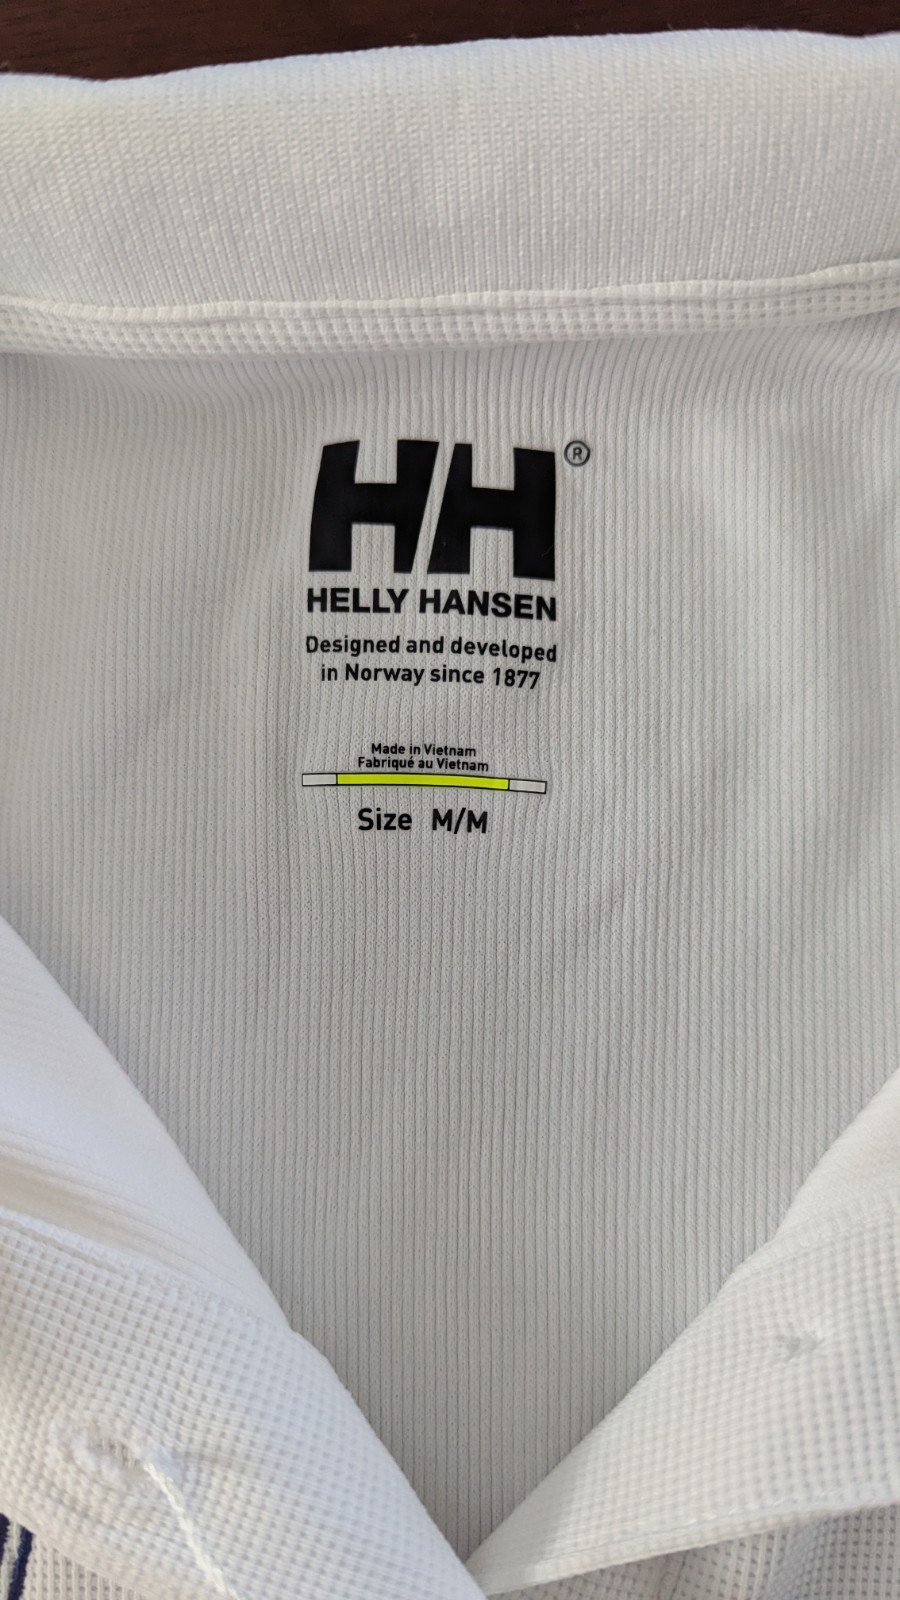 HH®
HELLY HANSEN
Designed and developed
in Norway since 1877
Made in Vietnam
Fabriqué au Vietnam
Size M/M